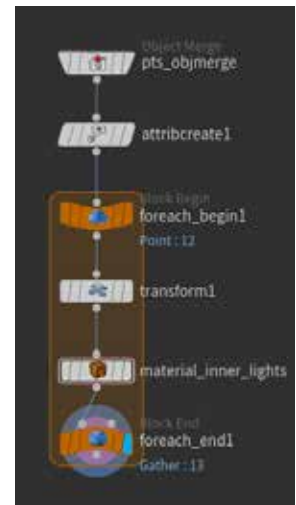 Object Merge
pts_objmerge
attribcreate1
Block Begin
foreach_begin1
Point : 12
transform1
material_inner_lights
Block End
foreach_end1
Gather : 13